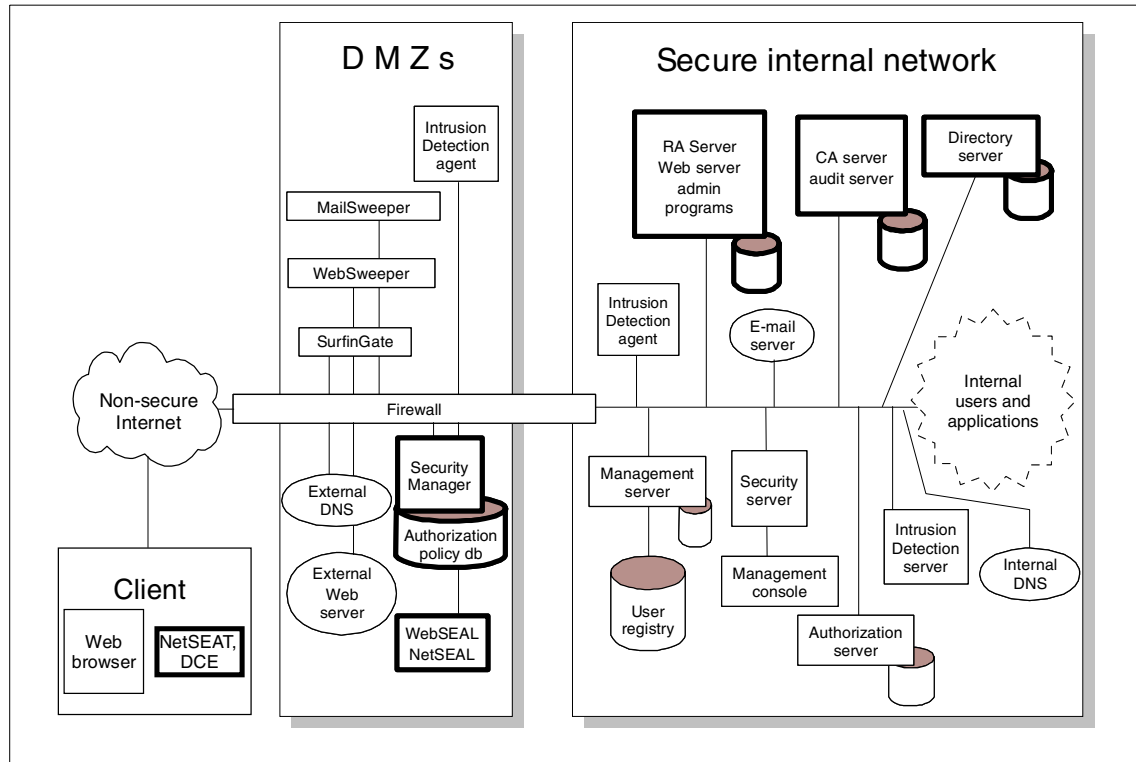 D M Z s
Secure internal network
Intrusion
Detection
agent
MailSweeper
WebSweeper
SurfinGate
RA Server
Web server
admin
programs
CA server
audit server
Directory
server
Intrusion
Detection
agent
E-mail
server
Internal
users and
applications
Non-secure
Internet
Firewall
Security
Manager
External
DNS
Authorization
policy db
External
Web
server
WebSEAL
NetSEAL
Management
server
Security
server
Intrusion
Detection
server
Internal
DNS
User
registry
Management
console
Authorization
server
Client
Web
browser
NetSEAT,
DCE